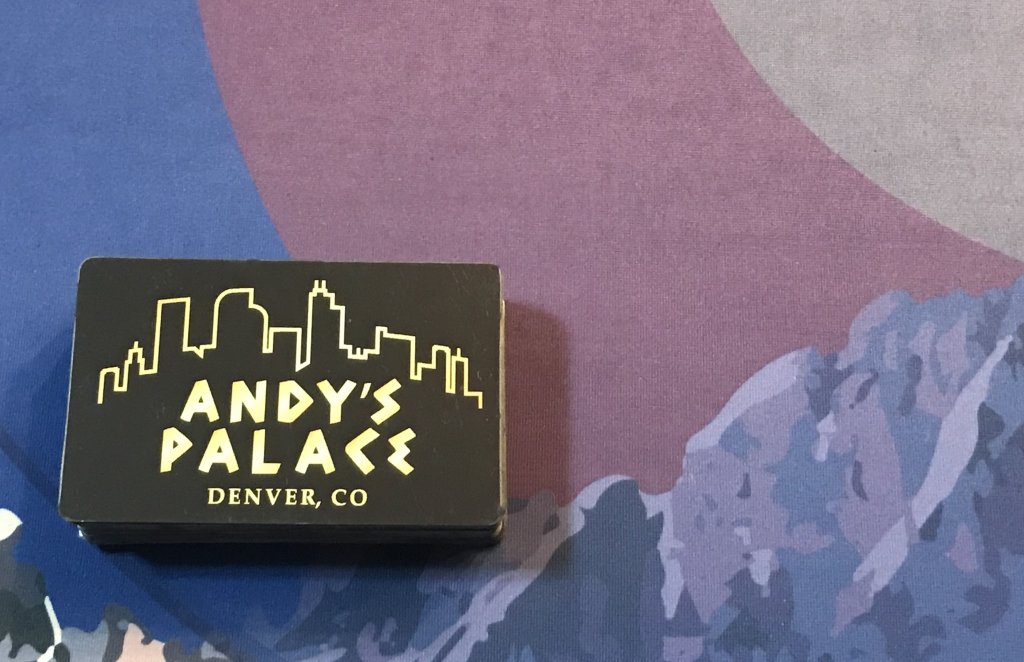 ANDY'S
PALACE
DENVER, CO